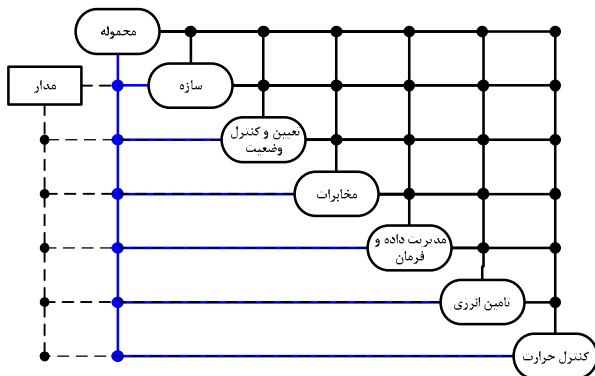 محموله
مدار
سازه
تعیین و کنترل
وضعیت
مخابرات
مدیریت داده و
فرمان
تامین انرژی
کنترل حرارت